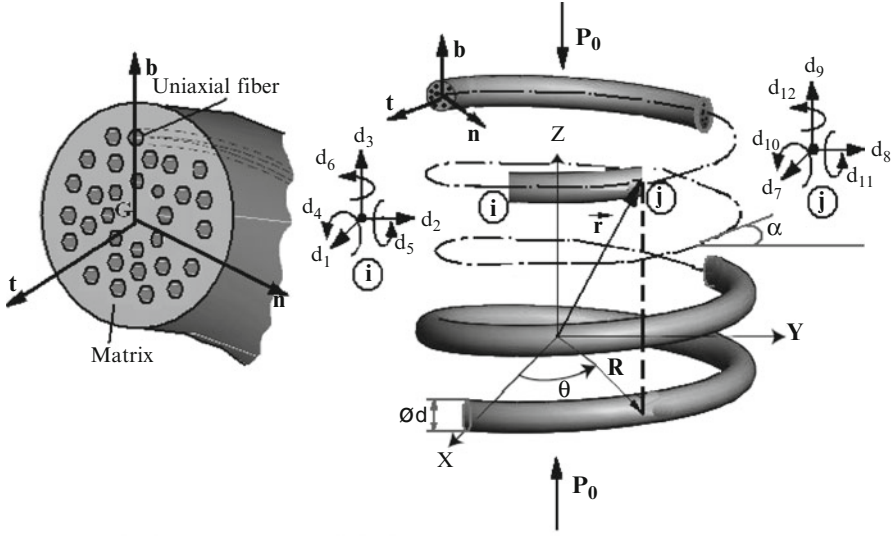 b
Uniaxial fiber
G
t
n
Matrix
d₃
d₆
d₄
d₂
d₁
d₅
i
P₀
b
t
n
Z
i
j
r
α
d₉
d₁₂
d₁₀
d₈
d₇
d₁₁
j
Y
R
θ
Ød
X
P₀